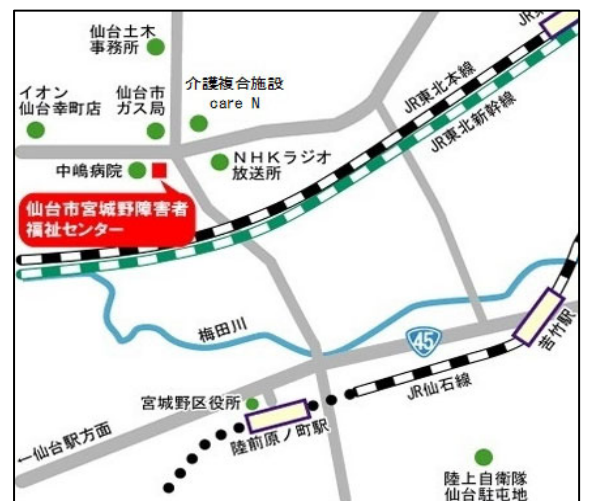 仙台土木
事務所
JR東
イオン
仙台幸町店
仙台市
ガス局
介護複合施設
care N
JR東北本線
JR東北新幹線
中嶋病院
NHKラジオ
放送所
仙台市宮城野障害者
福祉センター
梅田川
45
苦竹駅
JR仙石線
宮城野区役所
陸前原ノ町駅
←仙台駅方面
陸上自衛隊
仙台駐屯地